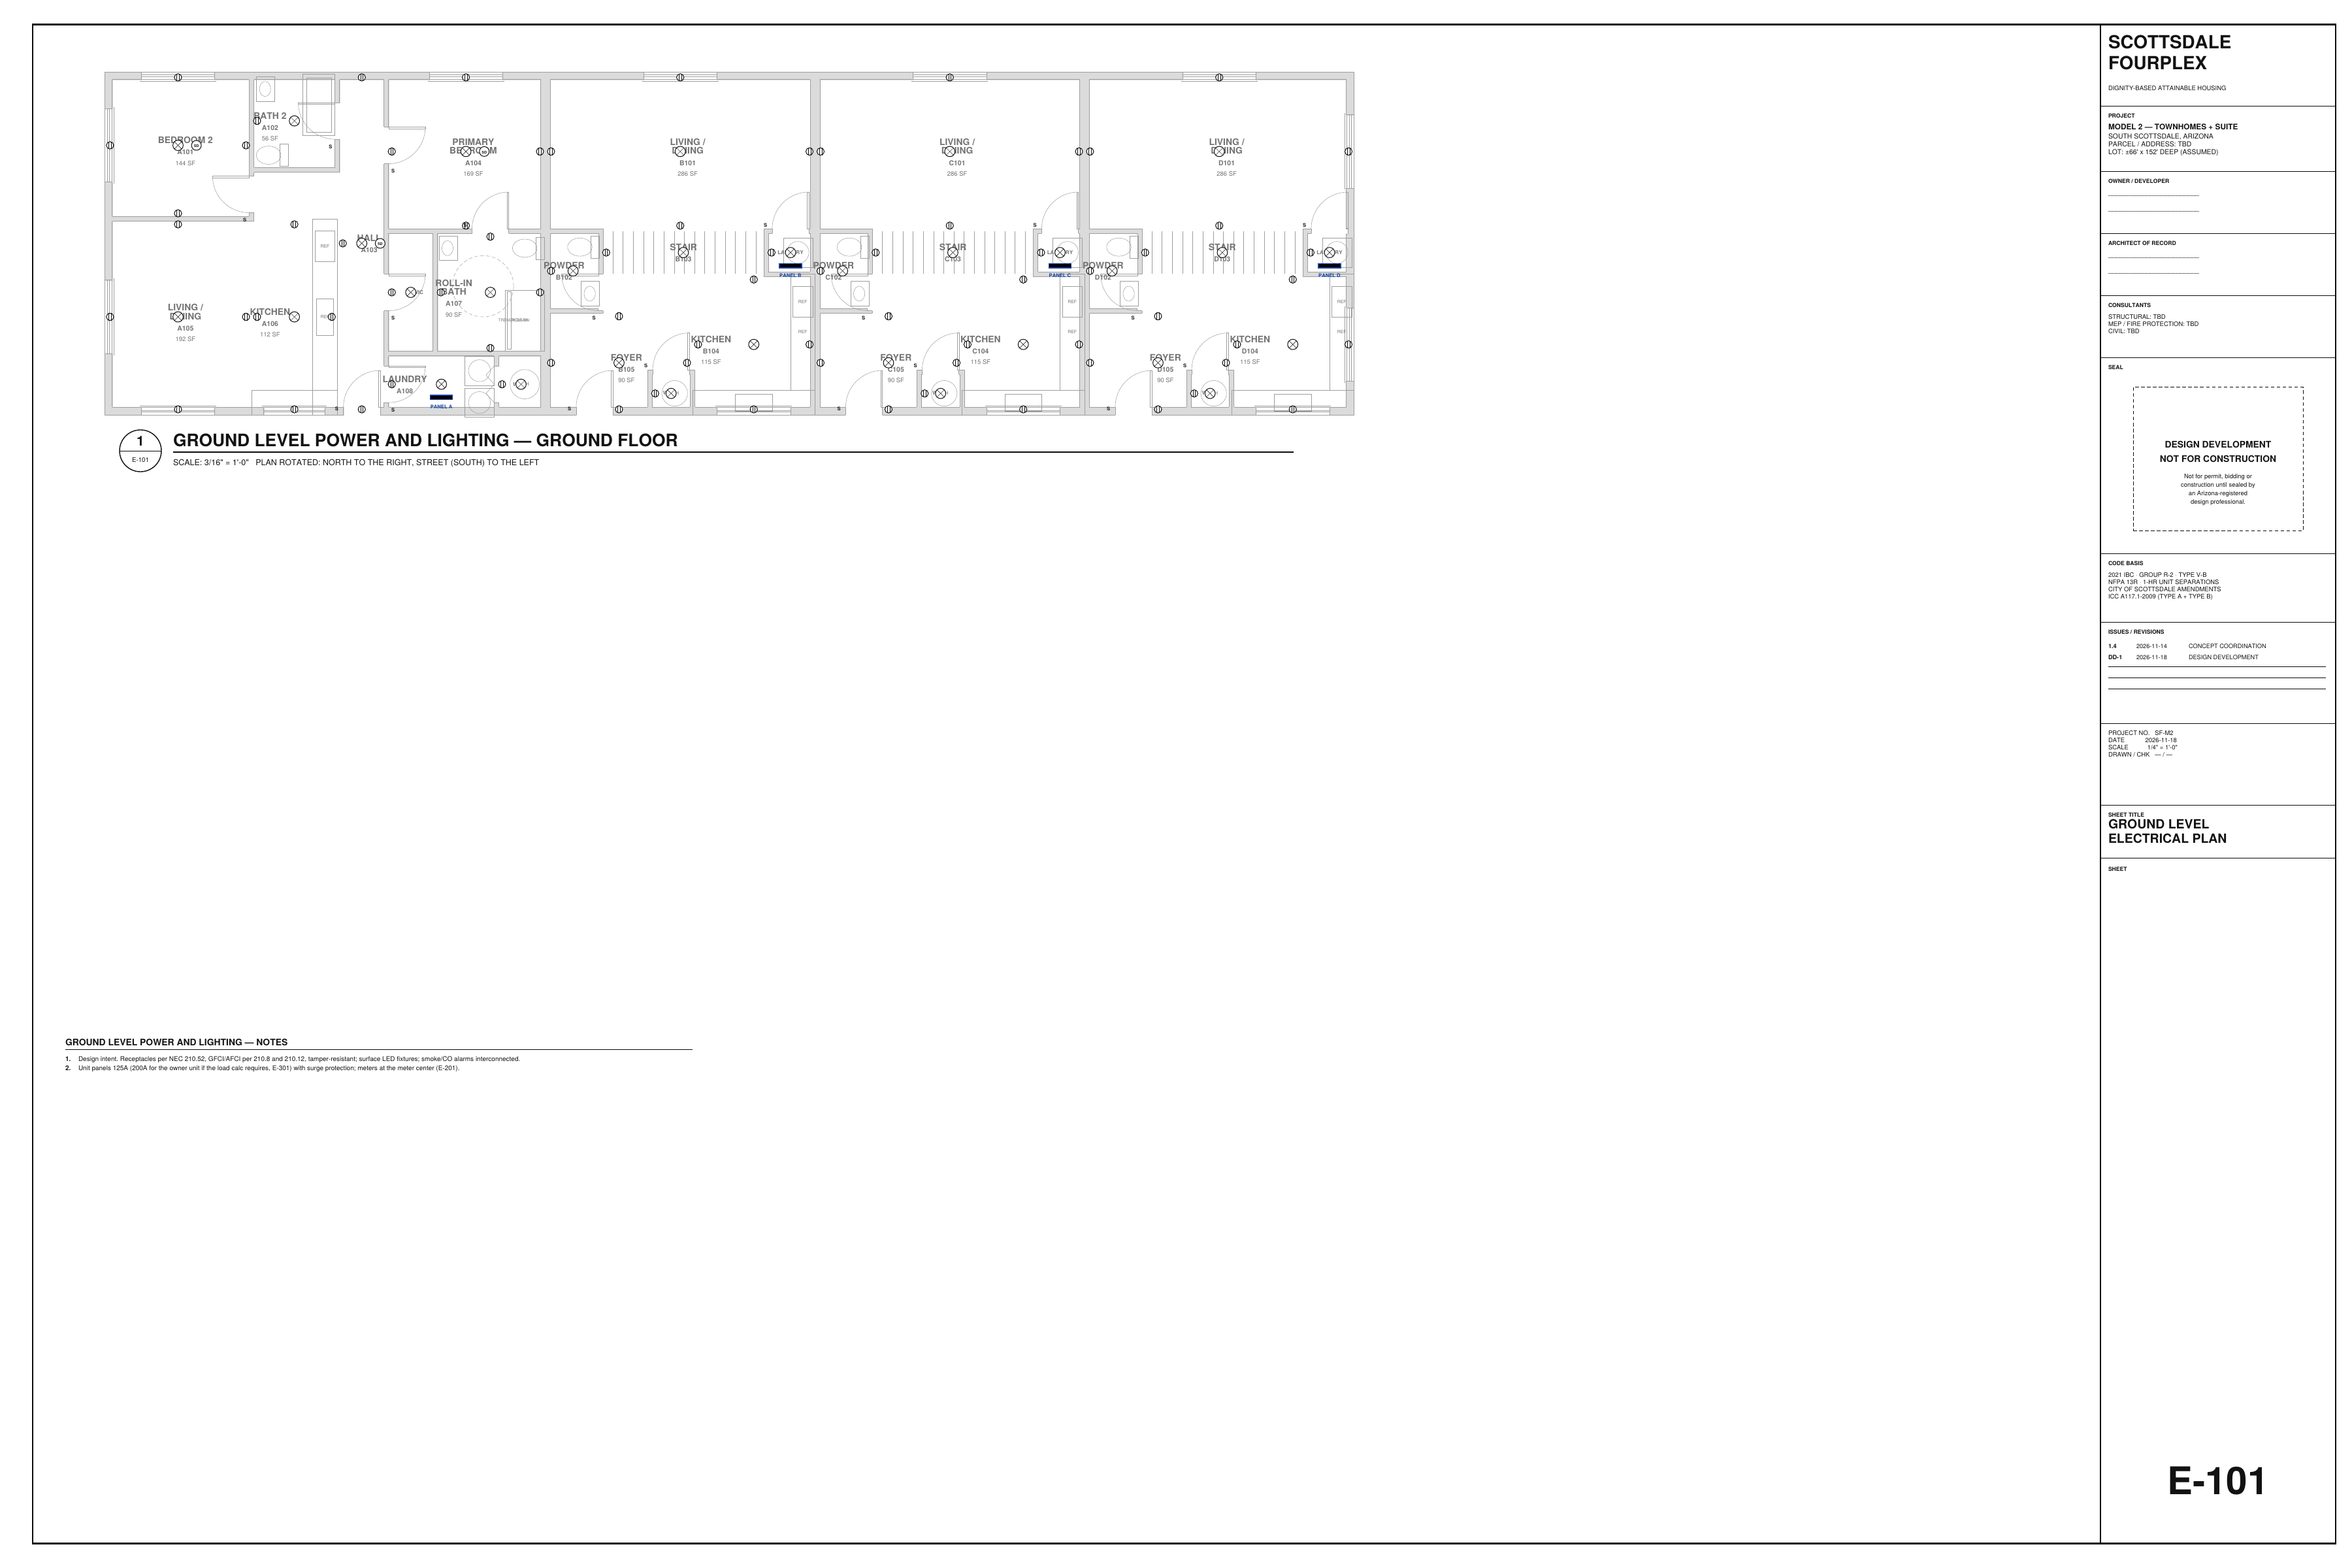 BEDROOM 2
A101
144 SF
SD
BATH 2
A102
56 SF
S
S
HALL
A103
SD
PRIMARY
BEDROOM
A104
169 SF
SD
S
LIVING /
DINING
A105
192 SF
KITCHEN
A106
112 SF
REF
REF
S
ROLL-IN
BATH
A107
90 SF
S
LAUNDRY
A108
PANEL A
S
LIVING /
DINING
B101
286 SF
S
POWDER
B102
S
STAIR
B103
LAUNDRY
PANEL B
REF
REF
KITCHEN
B104
115 SF
FOYER
B105
90 SF
S
S
LIVING /
DINING
C101
286 SF
S
POWDER
C102
S
STAIR
C103
LAUNDRY
PANEL C
REF
REF
KITCHEN
C104
115 SF
FOYER
C105
90 SF
S
S
LIVING /
DINING
D101
286 SF
S
POWDER
D102
S
STAIR
D103
LAUNDRY
PANEL D
REF
REF
KITCHEN
D104
115 SF
FOYER
D105
90 SF
S
S
1
E-101
GROUND LEVEL POWER AND LIGHTING — GROUND FLOOR
SCALE: 3/16" = 1'-0" PLAN ROTATED: NORTH TO THE RIGHT, STREET (SOUTH) TO THE LEFT
GROUND LEVEL POWER AND LIGHTING — NOTES
1. Design intent. Receptacles per NEC 210.52, GFCI/AFCI per 210.8 and 210.12, tamper-resistant; surface LED fixtures; smoke/CO alarms interconnected.
2. Unit panels 125A (200A for the owner unit if the load calc requires, E-301) with surge protection; meters at the meter center (E-201).
SCOTTSDALE
FOURPLEX
DIGNITY-BASED ATTAINABLE HOUSING
PROJECT
MODEL 2 — TOWNHOMES + SUITE
SOUTH SCOTTSDALE, ARIZONA
PARCEL / ADDRESS: TBD
LOT: ±66' x 152' DEEP (ASSUMED)
OWNER / DEVELOPER
ARCHITECT OF RECORD
CONSULTANTS
STRUCTURAL: TBD
MEP / FIRE PROTECTION: TBD
CIVIL: TBD
SEAL
DESIGN DEVELOPMENT
NOT FOR CONSTRUCTION
Not for permit, bidding or
construction until sealed by
an Arizona-registered
design professional.
CODE BASIS
2021 IBC · GROUP R-2 · TYPE V-B
NFPA 13R · 1-HR UNIT SEPARATIONS
CITY OF SCOTTSDALE AMENDMENTS
ICC A117.1-2009 (TYPE A + TYPE B)
ISSUES / REVISIONS
1.4 2026-11-14 CONCEPT COORDINATION
DD-1 2026-11-18 DESIGN DEVELOPMENT
PROJECT NO. SF-M2
DATE 2026-11-18
SCALE 1/4" = 1'-0"
DRAWN / CHK — / —
SHEET TITLE
GROUND LEVEL
ELECTRICAL PLAN
SHEET
E-101